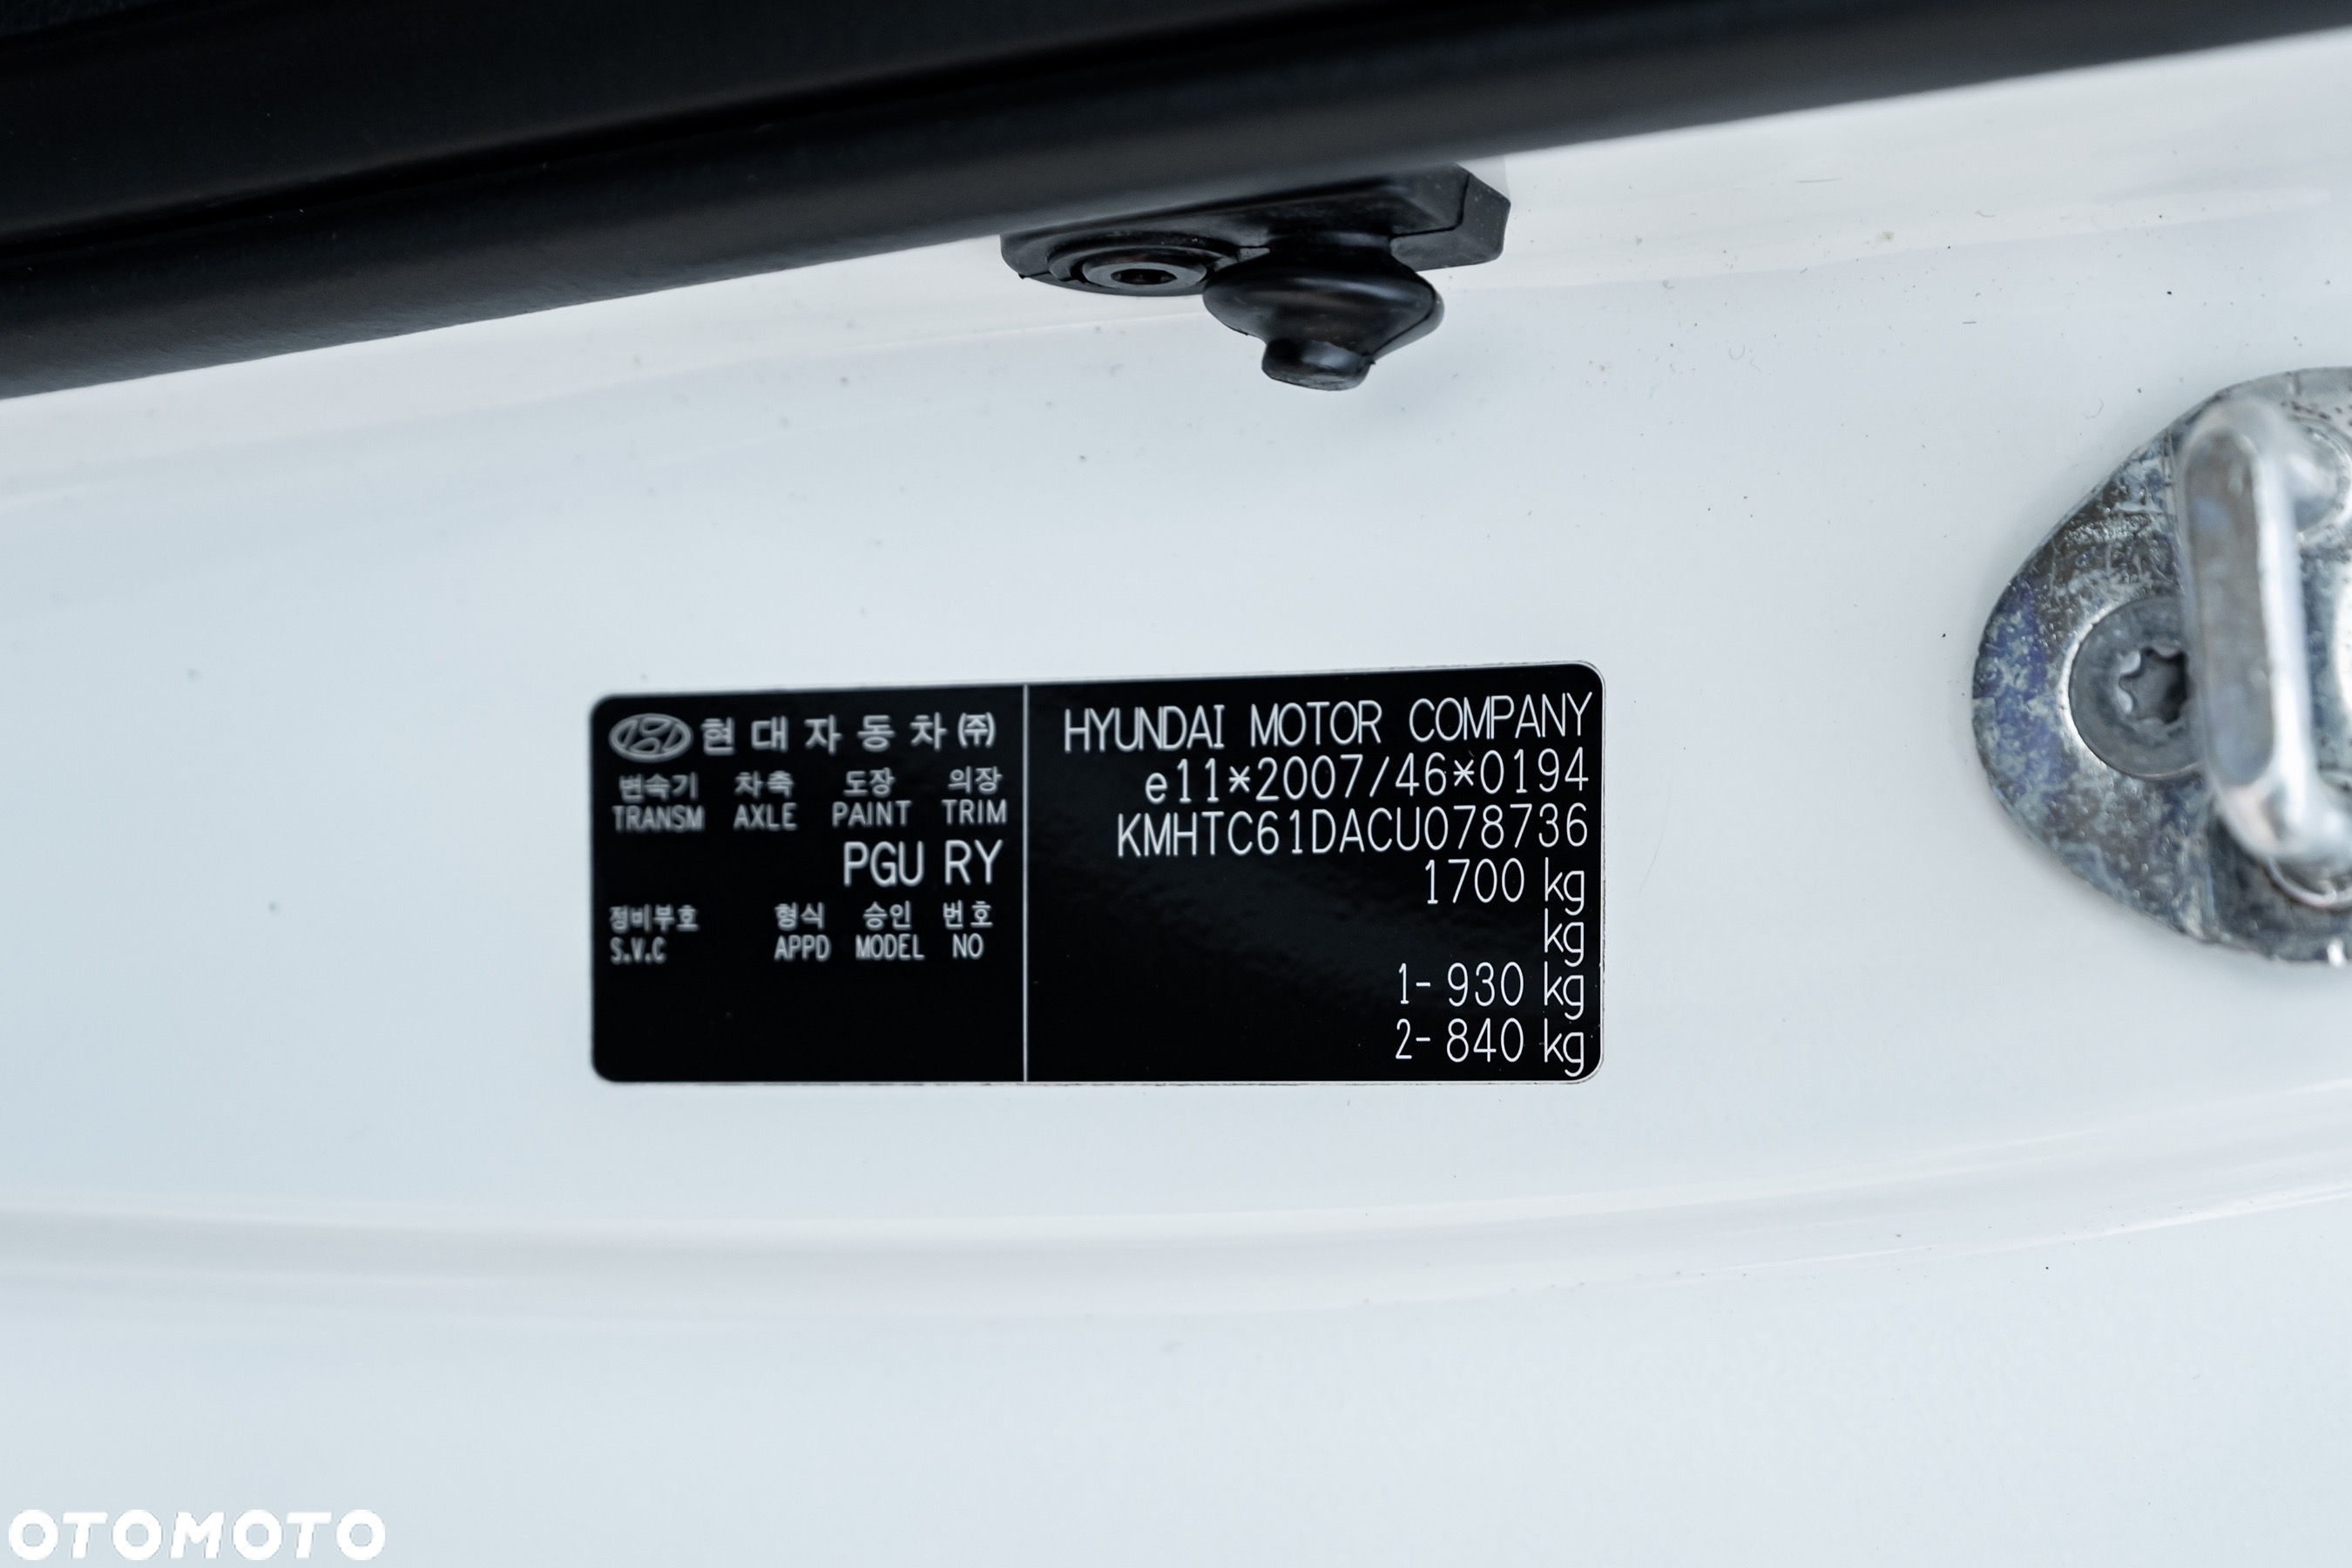 현대자동차㈜
변속기 차축 도장 의장
TRANSM AXLE PAINT TRIM
PGU RY
정비부호 형식 승인 번호
S.V.C APPD MODEL NO
HYUNDAI MOTOR COMPANY
e11*2007/46*0194
KMHTC61DACU078736
1700 kg
kg
1- 930 kg
2- 840 kg
OTOMOTO